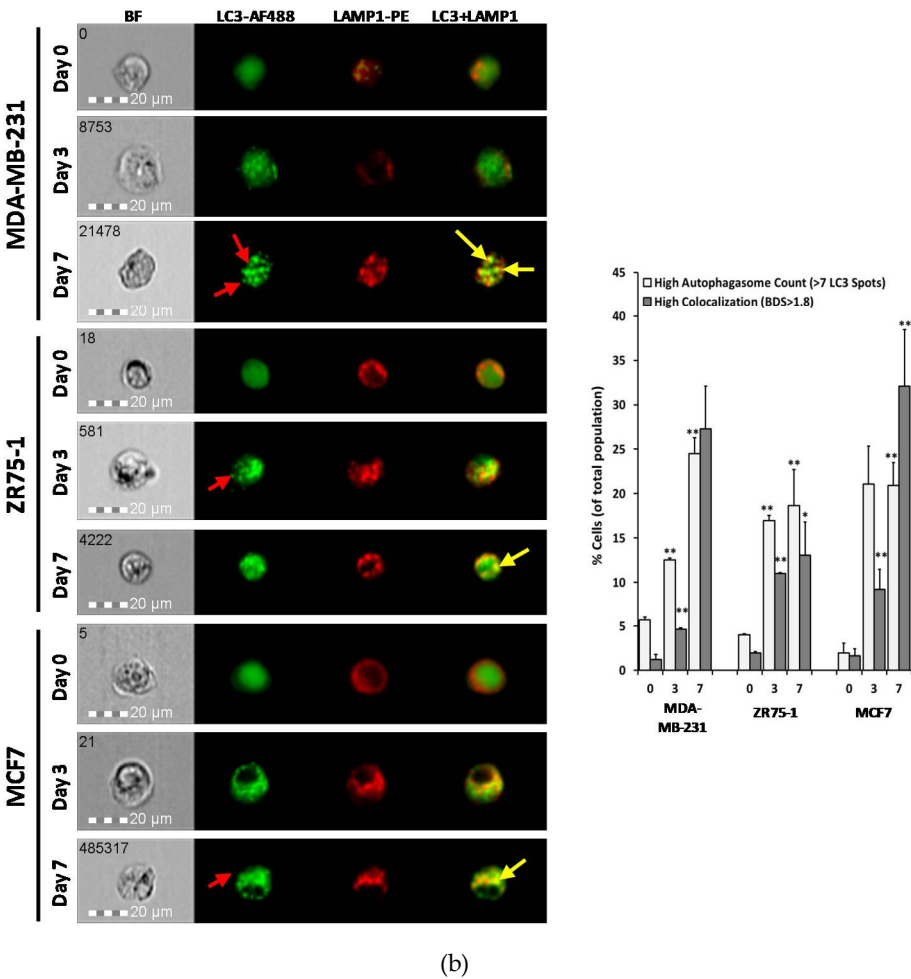 BF LC3-AF488 LAMP1-PE LC3+LAMP1
MDA-MB-231
Day 0
0
20 µm
Day 3
8753
20 µm
Day 7
21478
20 µm
ZR75-1
Day 0
18
20 µm
Day 3
581
20 µm
Day 7
4222
20 µm
MCF7
Day 0
5
20 µm
Day 3
21
20 µm
Day 7
485317
20 µm
% Cells (of total population)
45
40
35
30
25
20
15
10
5
0
High Autophagasome Count (>7 LC3 Spots)
High Colocalization (BDS>1.8)
** ** **
** ** ** *
** ** **
0 3 7 0 3 7 0 3 7
MDA-
MB-231
ZR75-1
MCF7
(b)